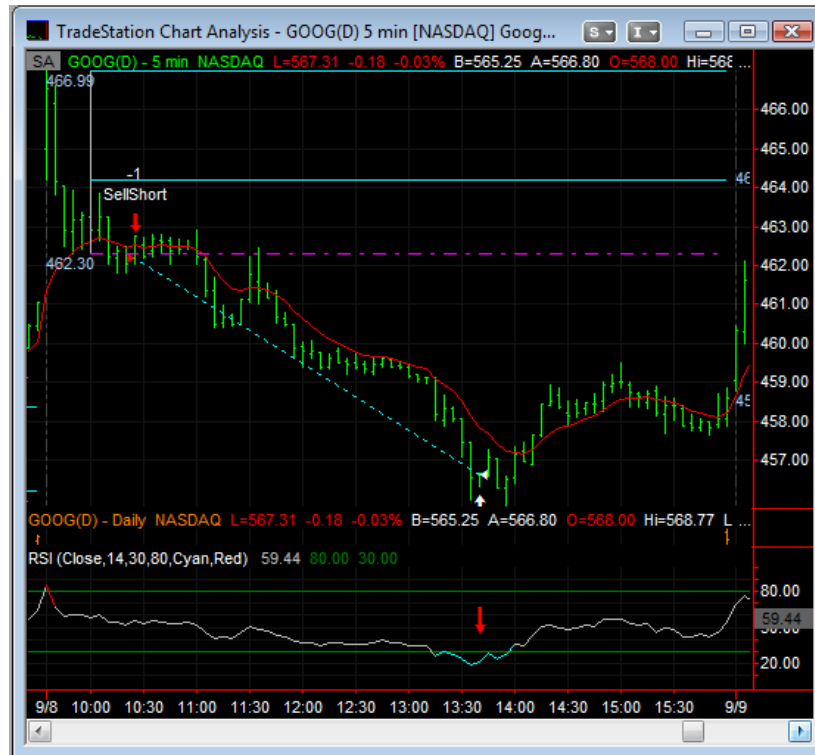 TradeStation Chart Analysis - GOOG(D) 5 min [NASDAQ] Goog...
S
I
SA GOOG(D) - 5 min NASDAQ L=567.31 -0.18 -0.03% B=565.25 A=566.80 O=568.00 Hi=568 ...
466.99
466.00
465.00
-1
46
464.00
SellShort
463.00
462.30
462.00
461.00
460.00
459.00
45
458.00
457.00
GOOG(D) - Daily NASDAQ L=567.31 -0.18 -0.03% B=565.25 A=566.80 O=568.00 Hi=568.77 L ...
RSI (Close,14,30,80,Cyan,Red) 59.44 80.00 30.00
80.00
59.44
20.00
9/8 10:00 10:30 11:00 11:30 12:00 12:30 13:00 13:30 14:00 14:30 15:00 15:30 9/9